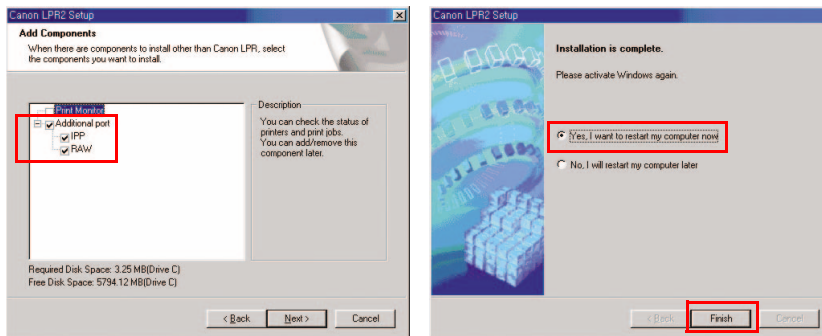 Canon LPR2 Setup
Add Components
When there are components to install other than Canon LPR, select
the components you want to install.
Print Monitor
Additional port
IPP
RAW
Description
You can check the status of
printers and print jobs.
You can add/remove this
component later.
Required Disk Space: 3.25 MB(Drive C)
Free Disk Space: 5794.12 MB(Drive C)
< Back Next > Cancel
Canon LPR2 Setup
Installation is complete.
Please activate Windows again.
Yes, I want to restart my computer now
No, I will restart my computer later
< Back Finish Cancel